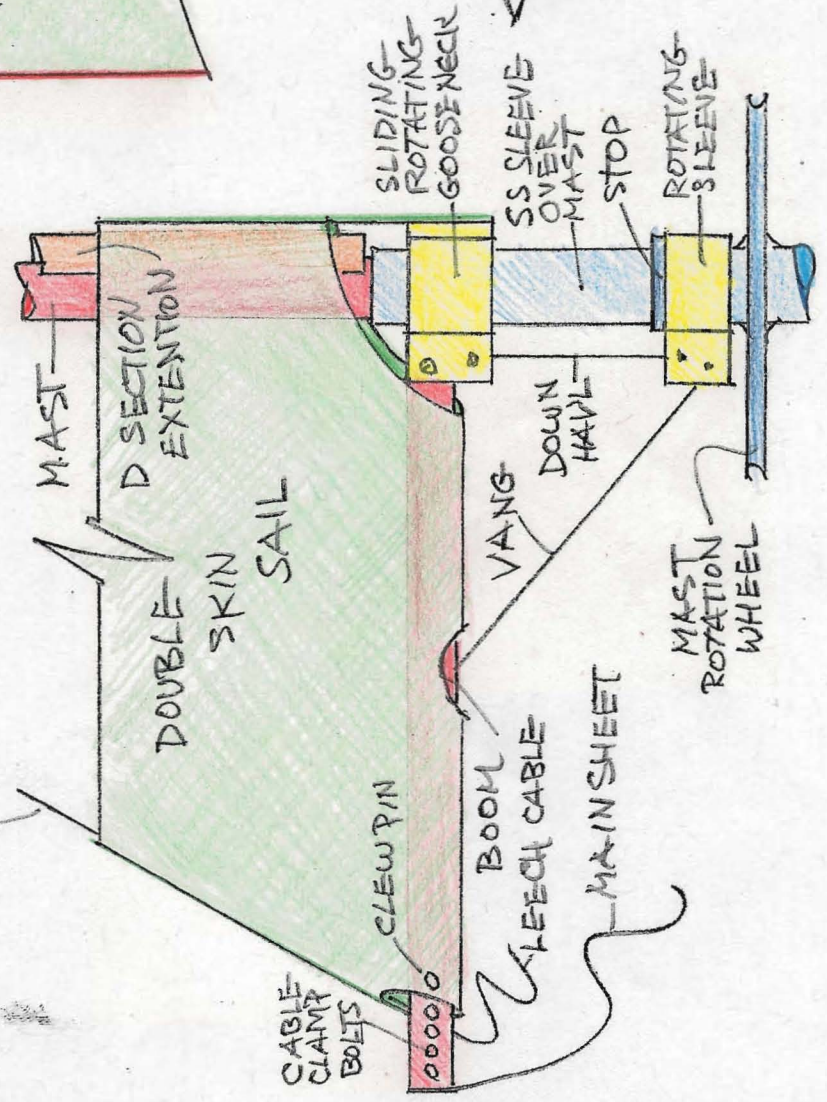 MAST
D SECTION
EXTENTION
DOUBLE
SKIN
SAIL
SLIDING
ROTATING
GOOSENECK
SS SLEEVE
OVER
MAST
STOP
ROTATING
SLEEVE
DOWN
HAUL
VANG
MAST
ROTATION
WHEEL
CLEW PIN
CABLE
CLAMP
BOLTS
BOOM
LEECH CABLE
MAINSHEET